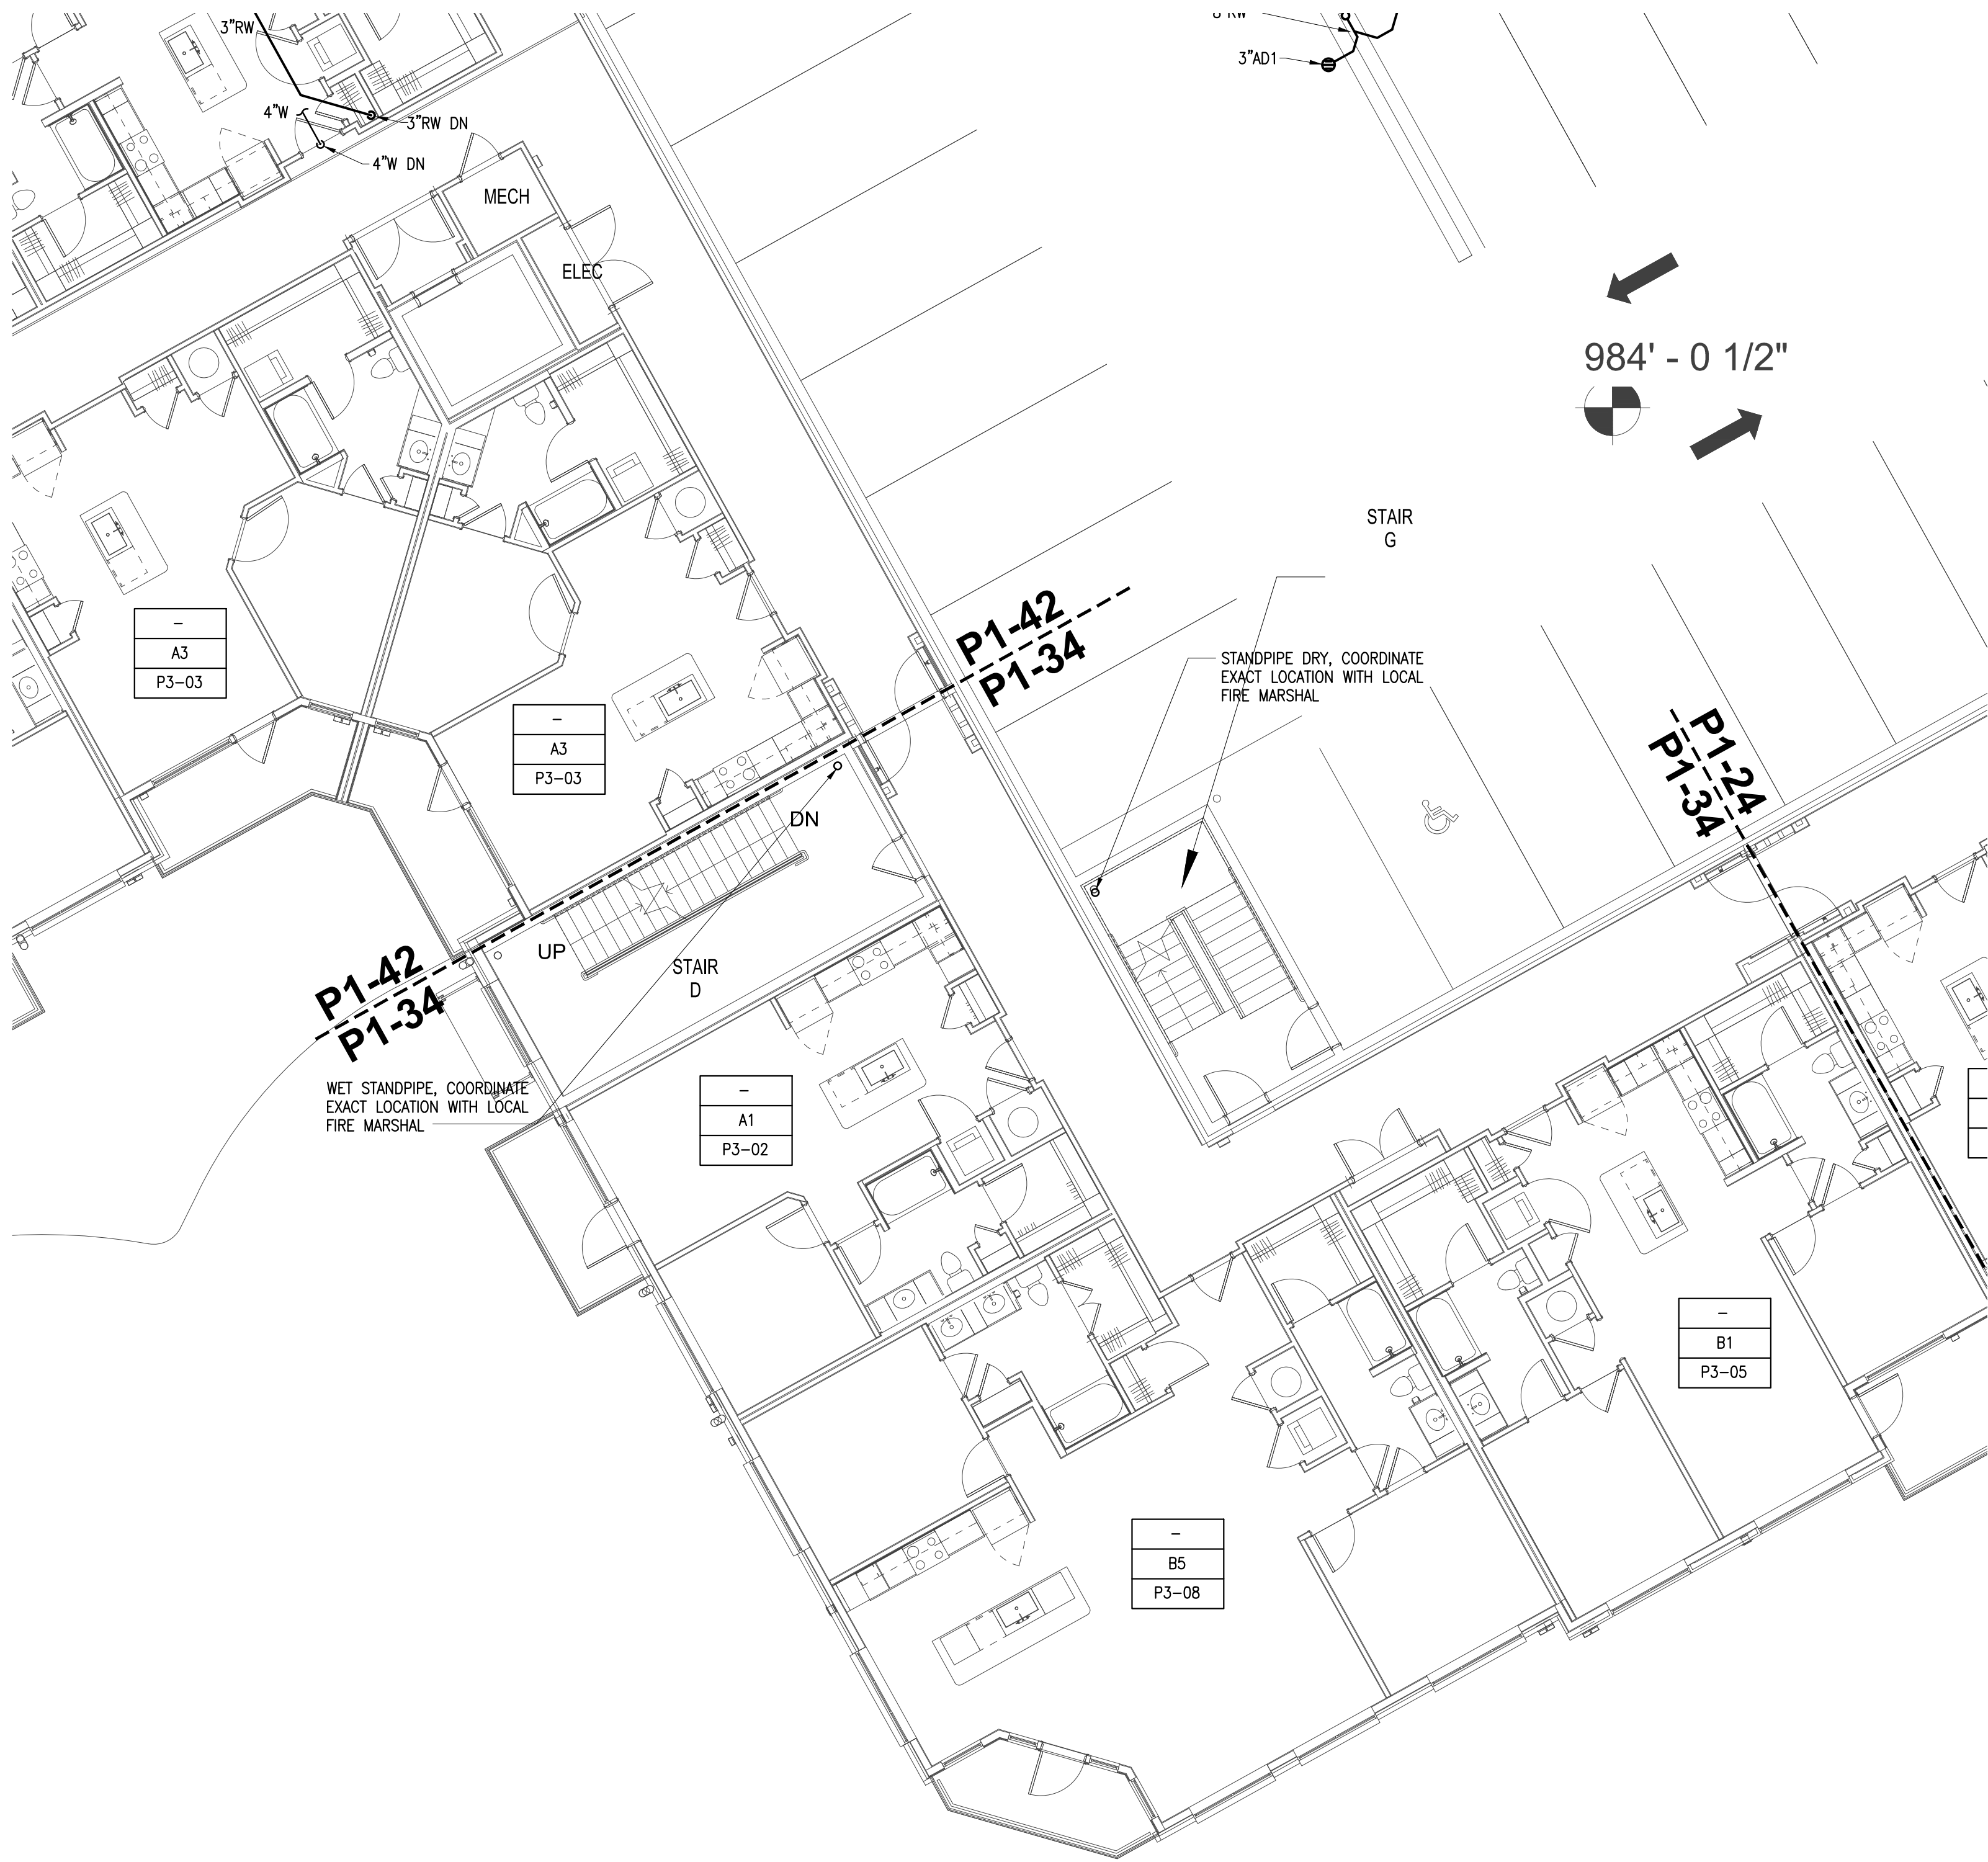 3"RW
4"W
3"RW DN
4"W DN
3"AD1
MECH
ELEC
984' - 0 1/2"
STAIR
G
P1-42
P1-34
STANDPIPE DRY, COORDINATE
EXACT LOCATION WITH LOCAL
FIRE MARSHAL
P1-24
P1-34
–
A3
P3-03
–
A3
P3-03
DN
UP
STAIR
D
P1-42
P1-34
WET STANDPIPE, COORDINATE
EXACT LOCATION WITH LOCAL
FIRE MARSHAL
–
A1
P3-02
–
B1
P3-05
–
B5
P3-08